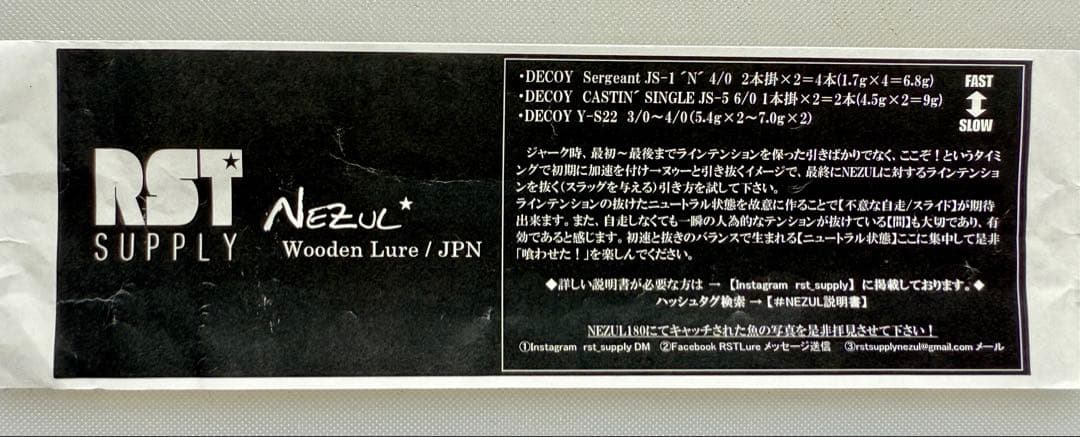 RST
SUPPLY
NEZUL
Wooden Lure / JPN
・DECOY Sergeant JS-1 ˝N˝ 4/0 2本掛×2＝4本(1.7g×4＝6.8g)
・DECOY CASTIN´ SINGLE JS-5 6/0 1本掛×2＝2本(4.5g×2＝9g)
・DECOY Y-S22 3/0～4/0(5.4g×2～7.0g×2)
FAST
SLOW
ジャーク時、最初～最後までラインテンションを保った引きばかりでなく、ここぞ！というタイミ
ングで初期に加速を付け→ヌゥーと引き抜くイメージで、最終にNEZULに対するラインテンショ
ンを抜く(スラッグを与える)引き方を試して下さい。
ラインテンションの抜けたニュートラル状態を故意に作ることで【不意な自走/スライド】が期待
出来ます。また、自走しなくても一瞬の人為的なテンションが抜けている【間】も大切であり、有
効であると感じます。初速と抜きのバランスで生まれる【ニュートラル状態】ここに集中して是非
「喰わせた！」を楽しんでください。
◆詳しい説明書が必要な方は → 【Instagram rst_supply】 に掲載しております。◆
ハッシュタグ検索 → 【＃NEZUL説明書】
NEZUL180にてキャッチされた魚の写真を是非拝見させて下さい！
①Instagram rst_supply DM ②Facebook RSTLure メッセージ送信 ③rstsupplynezul@gmail.com メール